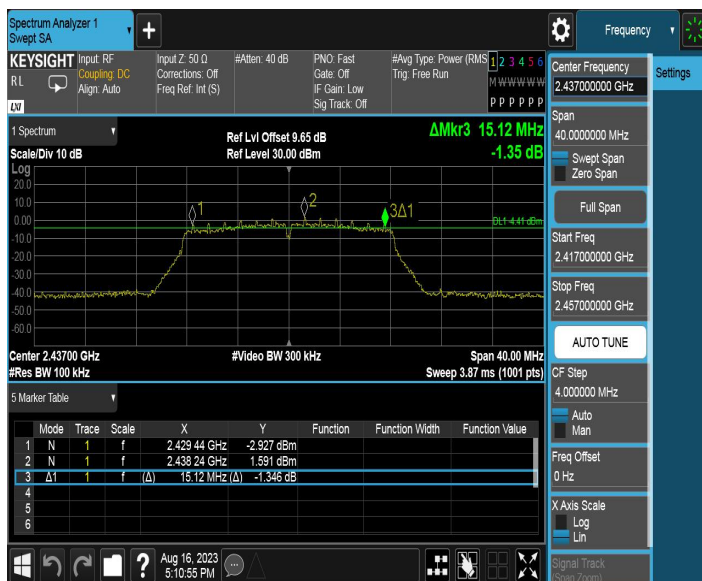 Spectrum Analyzer 1
Swept SA
Frequency
KEYSIGHT
RL
LXI
Input: RF
Coupling: DC
Align: Auto
Input Z: 50 Ω
Corrections: Off
Freq Ref: Int (S)
#Atten: 40 dB
PNO: Fast
Gate: Off
IF Gain: Low
Sig Track: Off
#Avg Type: Power (RMS
Trig: Free Run
1 2 3 4 5 6
M W W W W W
P P P P P P
1 Spectrum
Scale/Div 10 dB
Ref Lvl Offset 9.65 dB
Ref Level 30.00 dBm
ΔMkr3 15.12 MHz
-1.35 dB
Log
20.0
10.0
0.00
-10.0
-20.0
-30.0
-40.0
-50.0
-60.0
1
2
3Δ1
DL1 -4.41 dBm
Center 2.43700 GHz
#Video BW 300 kHz
Span 40.00 MHz
#Res BW 100 kHz
Sweep 3.87 ms (1001 pts)
5 Marker Table
Mode Trace Scale X Y Function Function Width Function Value
1 N 1 f 2.429 44 GHz -2.927 dBm
2 N 1 f 2.438 24 GHz 1.591 dBm
3 Δ1 1 f (Δ) 15.12 MHz (Δ) -1.346 dB
4
5
6
?
Aug 16, 2023
5:10:55 PM
Center Frequency
2.437000000 GHz
Settings
Span
40.0000000 MHz
Swept Span
Zero Span
Full Span
Start Freq
2.417000000 GHz
Stop Freq
2.457000000 GHz
AUTO TUNE
CF Step
4.000000 MHz
Auto
Man
Freq Offset
0 Hz
X Axis Scale
Log
Lin
Signal Track
(Span Zoom)